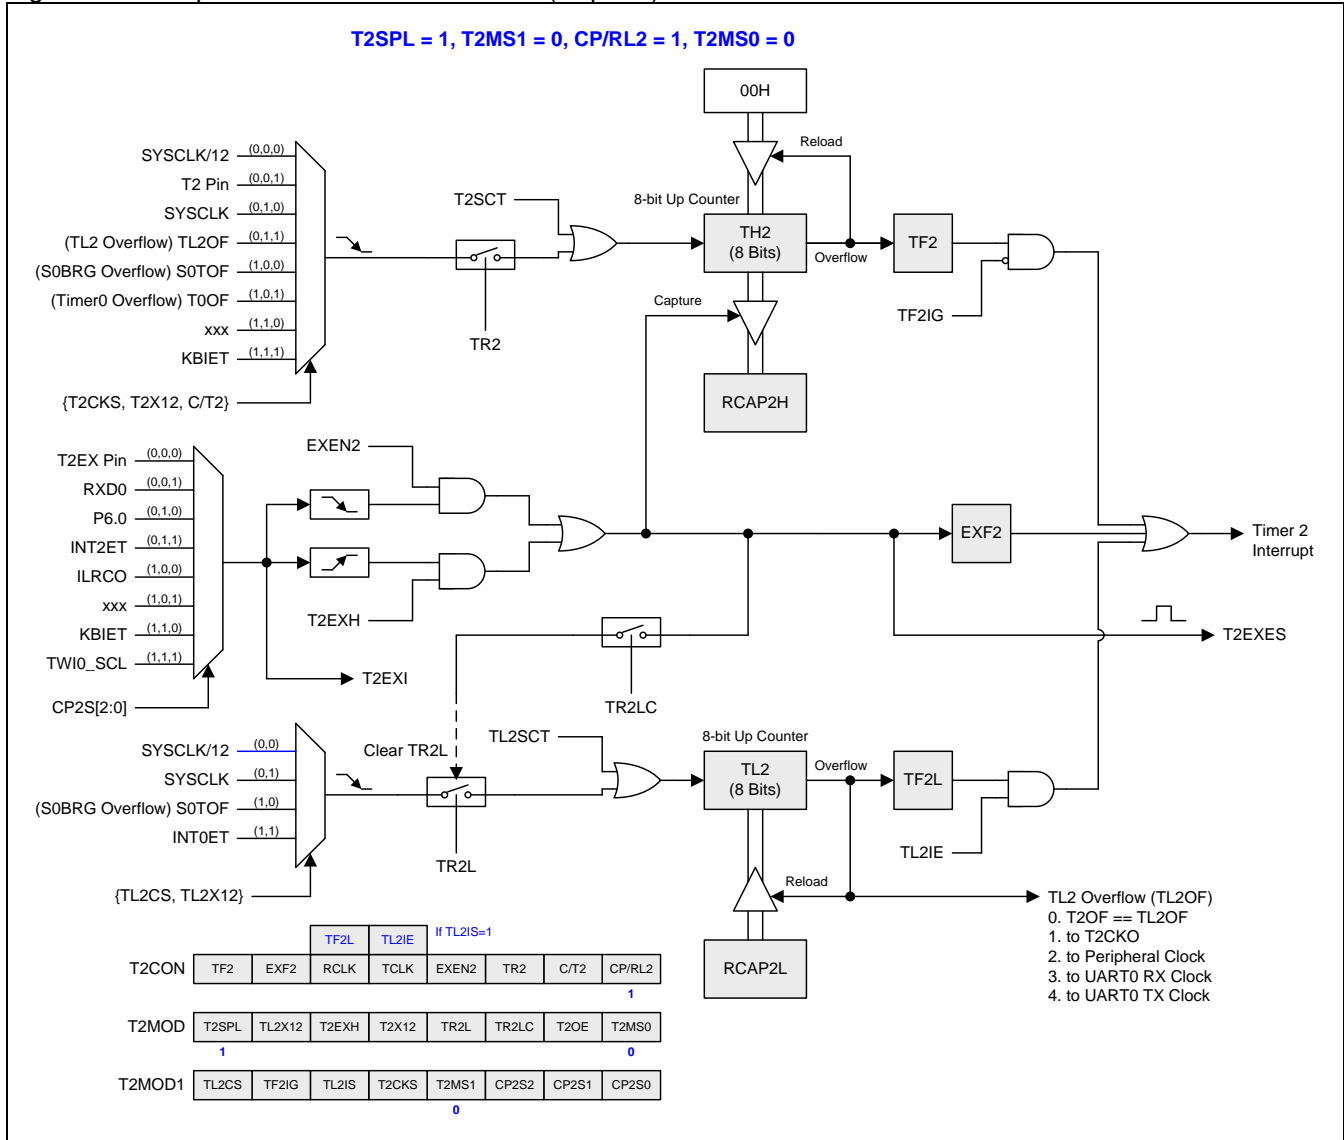 T2SPL = 1, T2MS1 = 0, CP/RL2 = 1, T2MS0 = 0
00H
Reload
SYSCLK/12 (0,0,0)
T2 Pin (0,0,1)
SYSCLK (0,1,0)
(TL2 Overflow) TL2OF (0,1,1)
(S0BRG Overflow) S0TOF (1,0,0)
(Timer0 Overflow) T0OF (1,0,1)
xxx (1,1,0)
KBIET (1,1,1)
{T2CKS, T2X12, C/T2}
TR2
T2SCT
8-bit Up Counter
TH2
(8 Bits)
Overflow
TF2
TF2IG
Capture
RCAP2H
T2EX Pin (0,0,0)
RXD0 (0,0,1)
P6.0 (0,1,0)
INT2ET (0,1,1)
ILRCO (1,0,0)
xxx (1,0,1)
KBIET (1,1,0)
TWI0_SCL (1,1,1)
CP2S[2:0]
EXEN2
T2EXH
T2EXI
EXF2
Timer 2
Interrupt
T2EXES
TR2LC
Clear TR2L
SYSCLK/12 (0,0)
SYSCLK (0,1)
(S0BRG Overflow) S0TOF (1,0)
INT0ET (1,1)
{TL2CS, TL2X12}
TR2L
TL2SCT
8-bit Up Counter
TL2
(8 Bits)
Overflow
TF2L
TL2IE
Reload
RCAP2L
TL2 Overflow (TL2OF)
0. T2OF == TL2OF
1. to T2CKO
2. to Peripheral Clock
3. to UART0 RX Clock
4. to UART0 TX Clock
TF2L TL2IE If TL2IS=1
T2CON TF2 EXF2 RCLK TCLK EXEN2 TR2 C/T2 CP/RL2
1
T2MOD T2SPL TL2X12 T2EXH T2X12 TR2L TR2LC T2OE T2MS0
1 0
T2MOD1 TL2CS TF2IG TL2IS T2CKS T2MS1 CP2S2 CP2S1 CP2S0
0